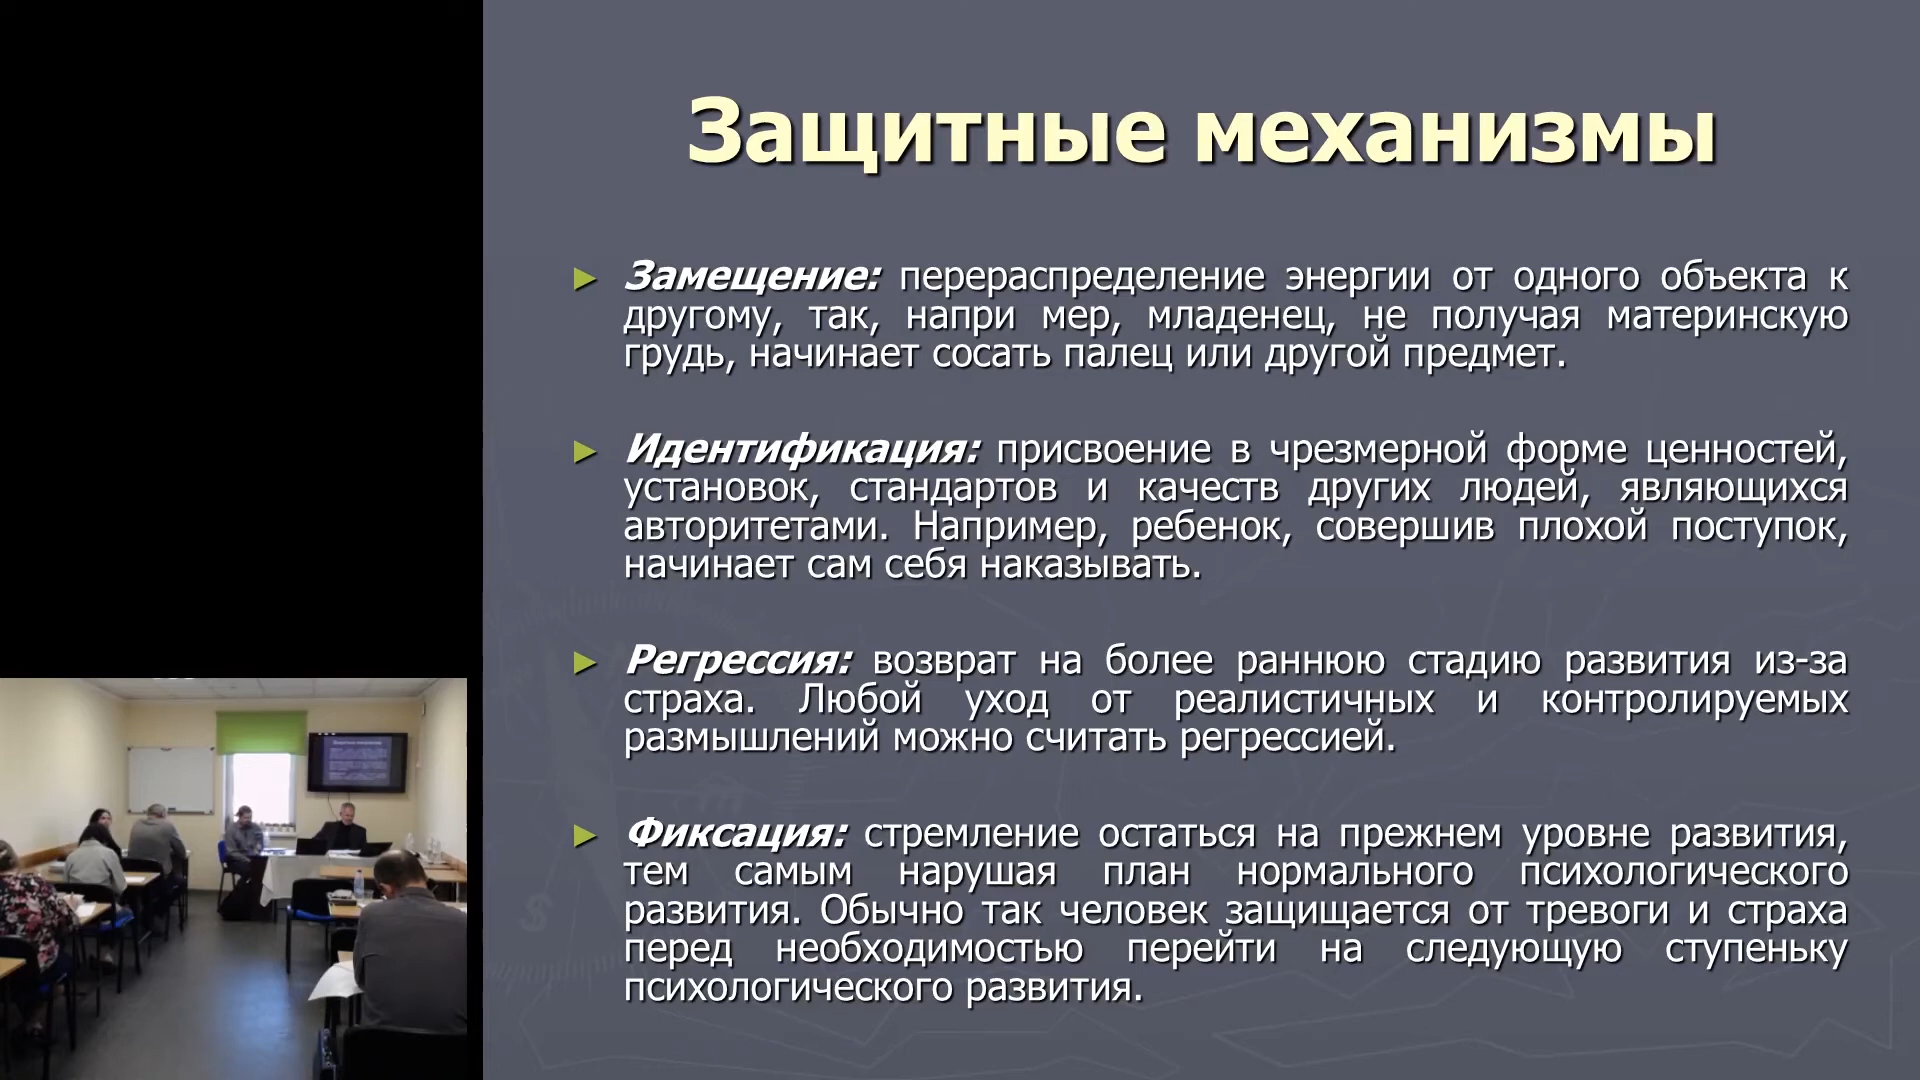 Защитные механизмы
► Замещение: перераспределение энергии от одного объекта к
другому, так, напри мер, младенец, не получая материнскую
грудь, начинает сосать палец или другой предмет.
► Идентификация: присвоение в чрезмерной форме ценностей,
установок, стандартов и качеств других людей, являющихся
авторитетами. Например, ребенок, совершив плохой поступок,
начинает сам себя наказывать.
► Регрессия: возврат на более раннюю стадию развития из-за
страха. Любой уход от реалистичных и контролируемых
размышлений можно считать регрессией.
► Фиксация: стремление остаться на прежнем уровне развития,
тем самым нарушая план нормального психологического
развития. Обычно так человек защищается от тревоги и страха
перед необходимостью перейти на следующую ступеньку
психологического развития.